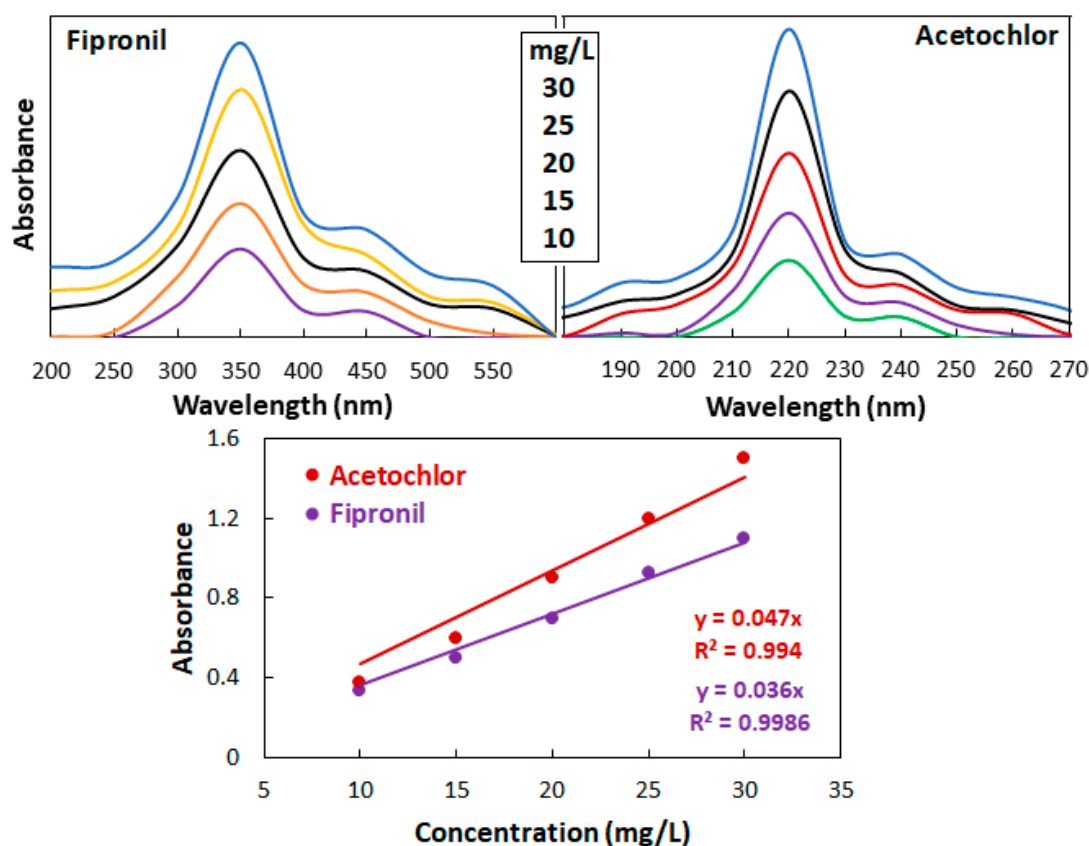 Fipronil
mg/L
30
25
20
15
10
Acetochlor
Absorbance
200 250 300 350 400 450 500 550
190 200 210 220 230 240 250 260 270
Wavelength (nm)
Wavelength (nm)
1.6
1.2
0.8
0.4
0
Absorbance
Acetochlor
Fipronil
y = 0.047x
R² = 0.994
y = 0.036x
R² = 0.9986
5 10 15 20 25 30 35
Concentration (mg/L)